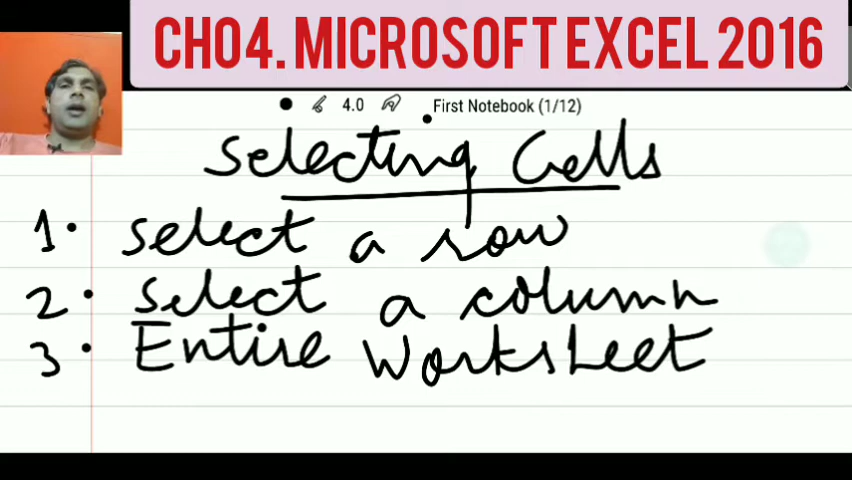 CH04. MICROSOFT EXCEL 2016
4.0 First Notebook (1/12)
Selecting Cells
1. Select a row
2. Select a column
3. Entire Worksheet